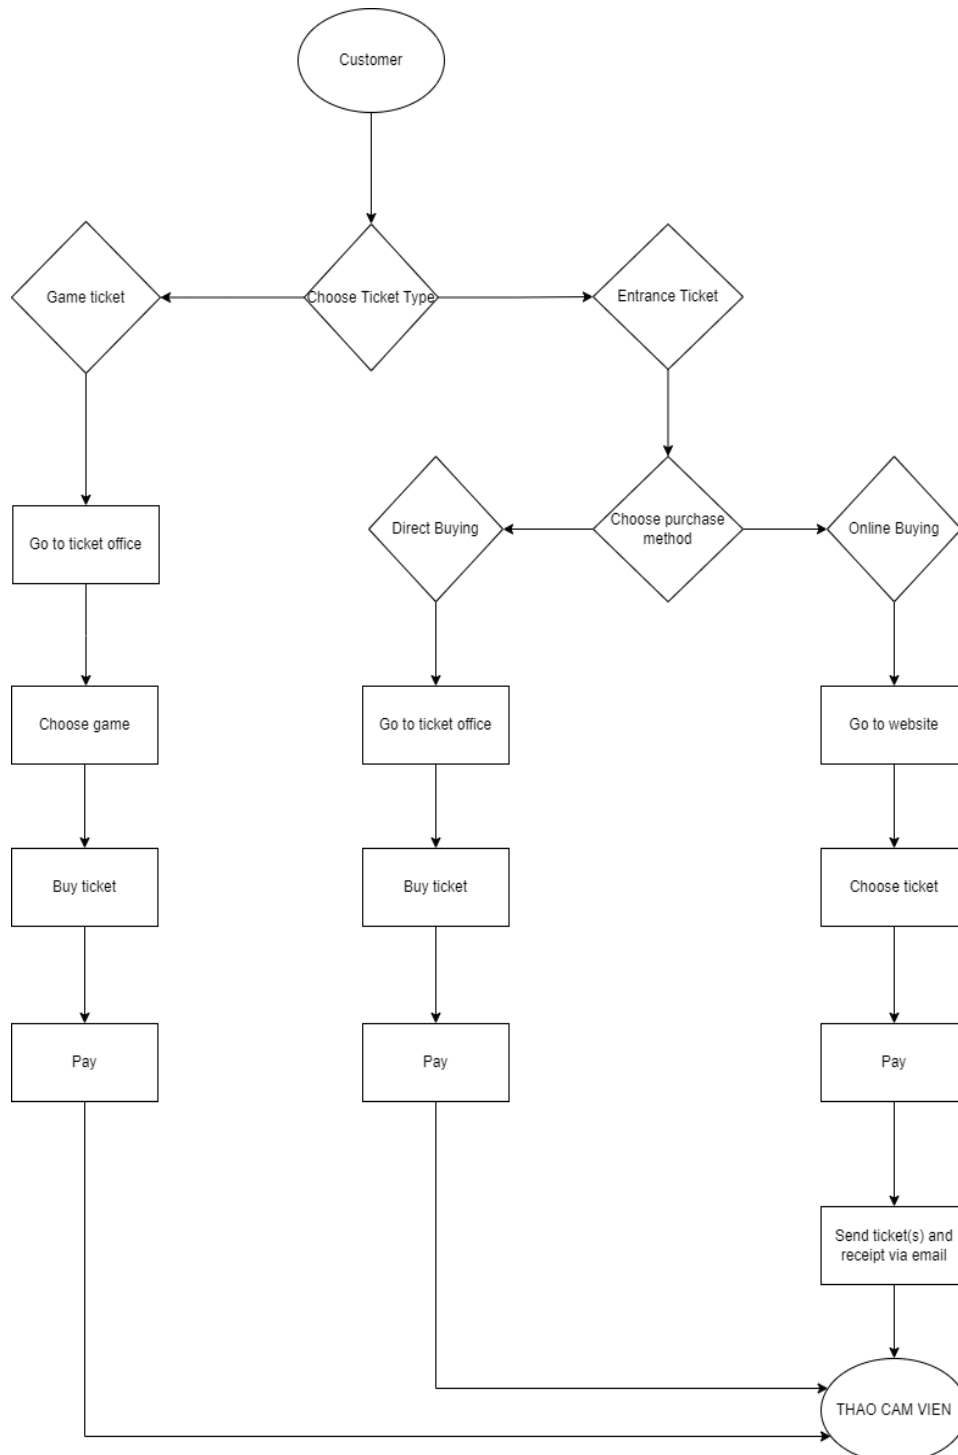 Customer
Game ticket
Choose Ticket Type
Entrance Ticket
Direct Buying
Choose purchase
method
Online Buying
Go to ticket office
Choose game
Go to ticket office
Go to website
Buy ticket
Buy ticket
Choose ticket
Pay
Pay
Pay
Send ticket(s) and
receipt via email
THAO CAM VIEN